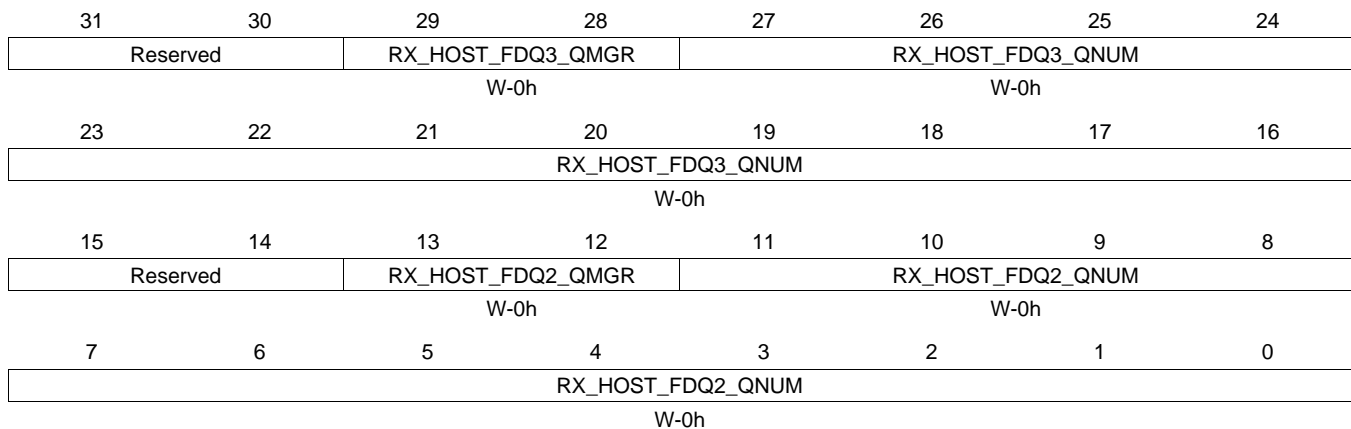 31 30 29 28 27 26 25 24
Reserved RX_HOST_FDQ3_QMGR RX_HOST_FDQ3_QNUM
W-0h W-0h
23 22 21 20 19 18 17 16
RX_HOST_FDQ3_QNUM
W-0h
15 14 13 12 11 10 9 8
Reserved RX_HOST_FDQ2_QMGR RX_HOST_FDQ2_QNUM
W-0h W-0h
7 6 5 4 3 2 1 0
RX_HOST_FDQ2_QNUM
W-0h